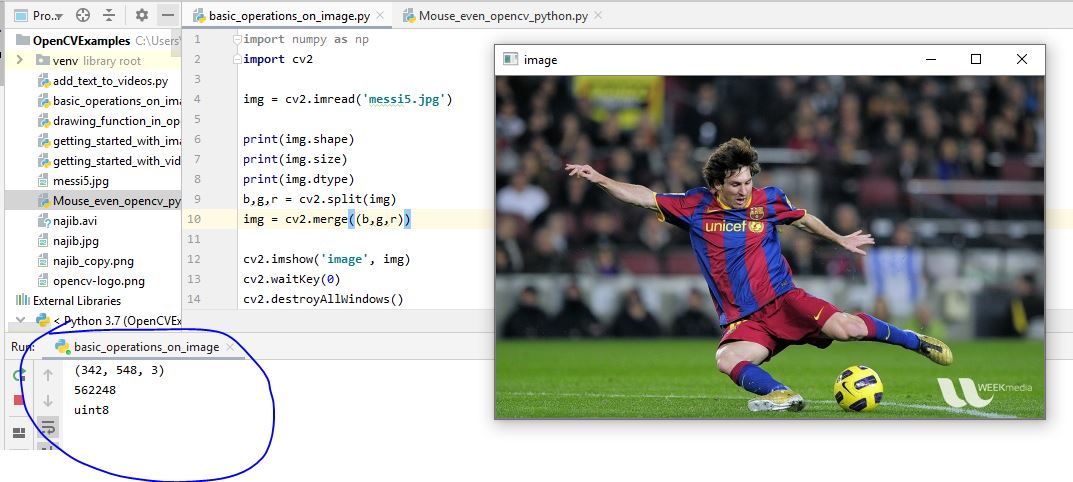 Pro..
basic_operations_on_image.py
Mouse_even_opencv_python.py
OpenCVExamples C:\Users
venv library root
add_text_to_videos.py
basic_operations_on_ima
drawing_function_in_op
getting_started_with_ima
getting_started_with_vid
messi5.jpg
Mouse_even_opencv_py
najib.avi
najib.jpg
najib_copy.png
opencv-logo.png
External Libraries
< Python 3.7 (OpenCVEx
1 import numpy as np
2 import cv2
3
4 img = cv2.imread('messi5.jpg')
5
6 print(img.shape)
7 print(img.size)
8 print(img.dtype)
9 b,g,r = cv2.split(img)
10 img = cv2.merge((b,g,r))
11
12 cv2.imshow('image', img)
13 cv2.waitKey(0)
14 cv2.destroyAllWindows()
image
unicef
WEEKmedia
Run: basic_operations_on_image
(342, 548, 3)
562248
uint8